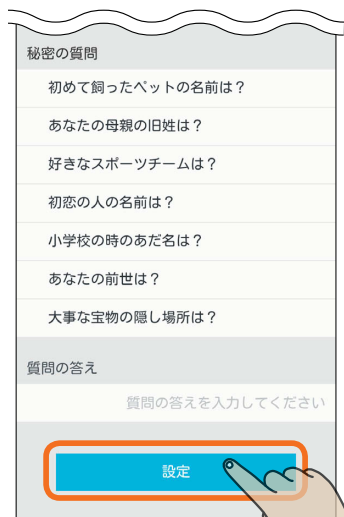 秘密の質問
初めて飼ったペットの名前は？
あなたの母親の旧姓は？
好きなスポーツチームは？
初恋の人の名前は？
小学校の時のあだ名は？
あなたの前世は？
大事な宝物の隠し場所は？
質問の答え
質問の答えを入力してください
設定